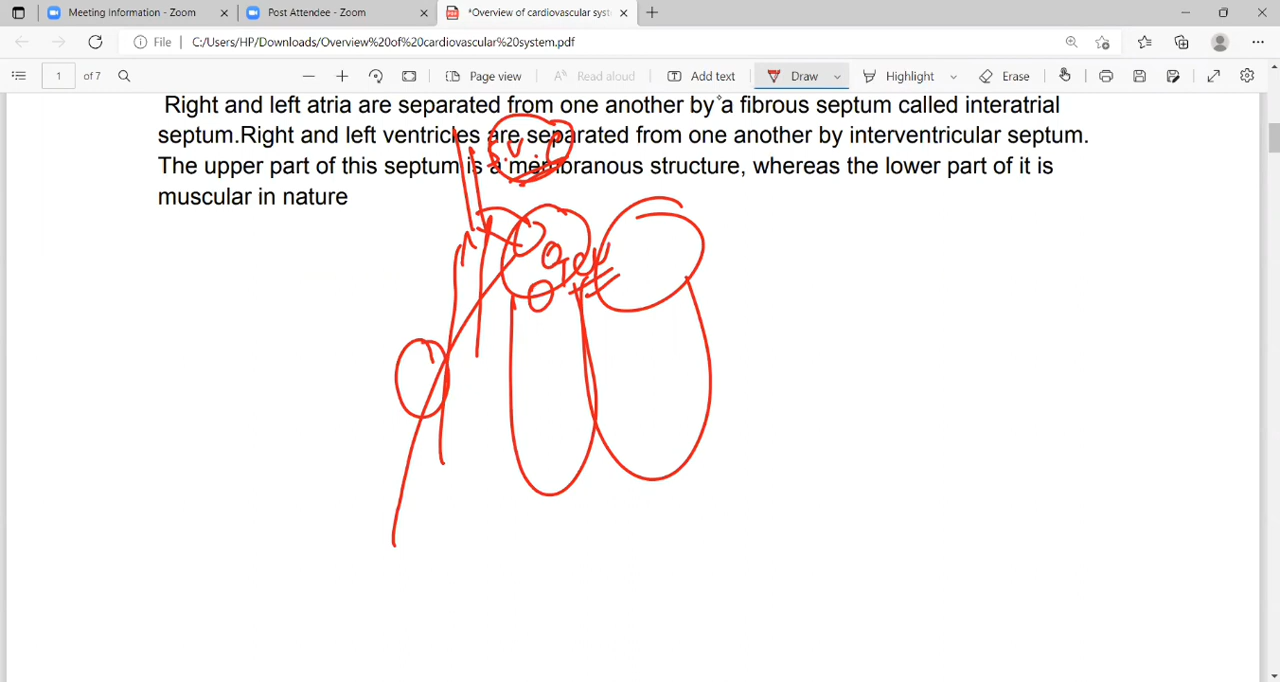 Meeting Information - Zoom
Post Attendee - Zoom
*Overview of cardiovascular syst
File
C:/Users/HP/Downloads/Overview%20of%20cardiovascular%20system.pdf
1 of 7
Page view
Read aloud
Add text
Draw
Highlight
Erase
Right and left atria are separated from one another by a fibrous septum called interatrial
septum.Right and left ventricles are separated from one another by interventricular septum.
The upper part of this septum is a membranous structure, whereas the lower part of it is
muscular in nature
S.V.C